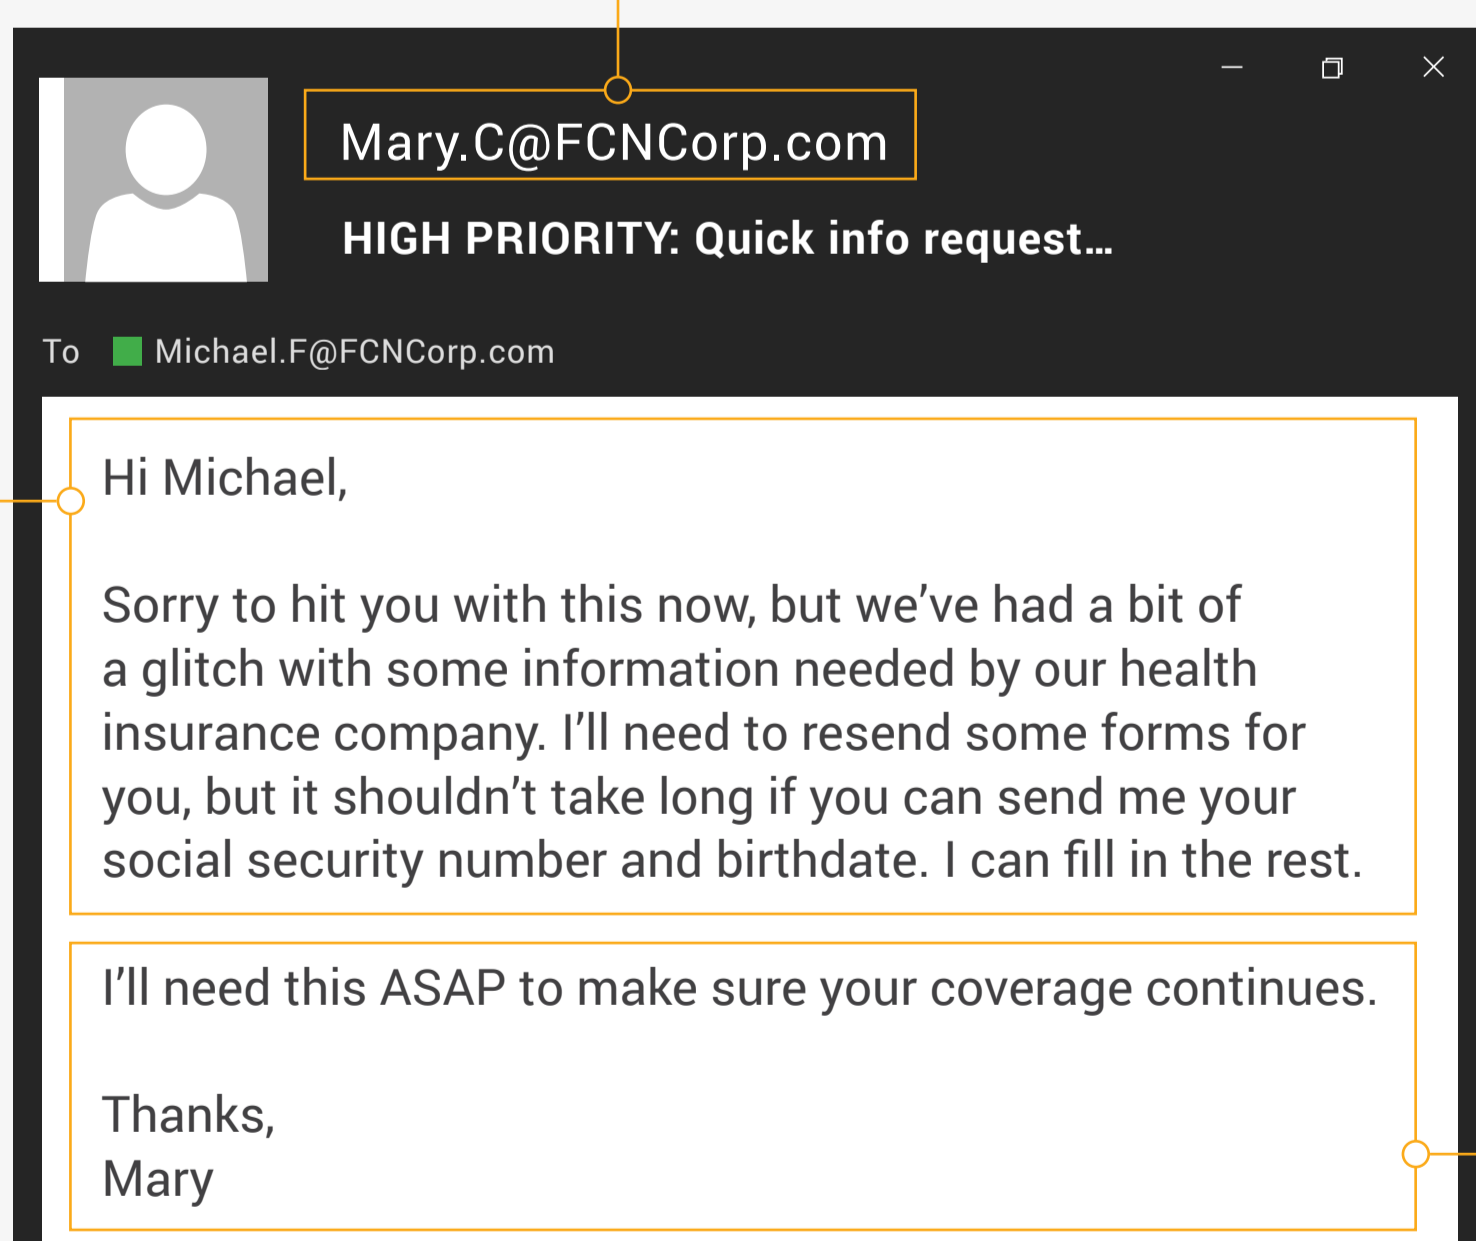 Mary.C@FCNCorp.com
HIGH PRIORITY: Quick info request...
To Michael.F@FCNCorp.com
Hi Michael,
Sorry to hit you with this now, but we’ve had a bit of
a glitch with some information needed by our health
insurance company. I’ll need to resend some forms for
you, but it shouldn’t take long if you can send me your
social security number and birthdate. I can fill in the rest.
I’ll need this ASAP to make sure your coverage continues.
Thanks,
Mary